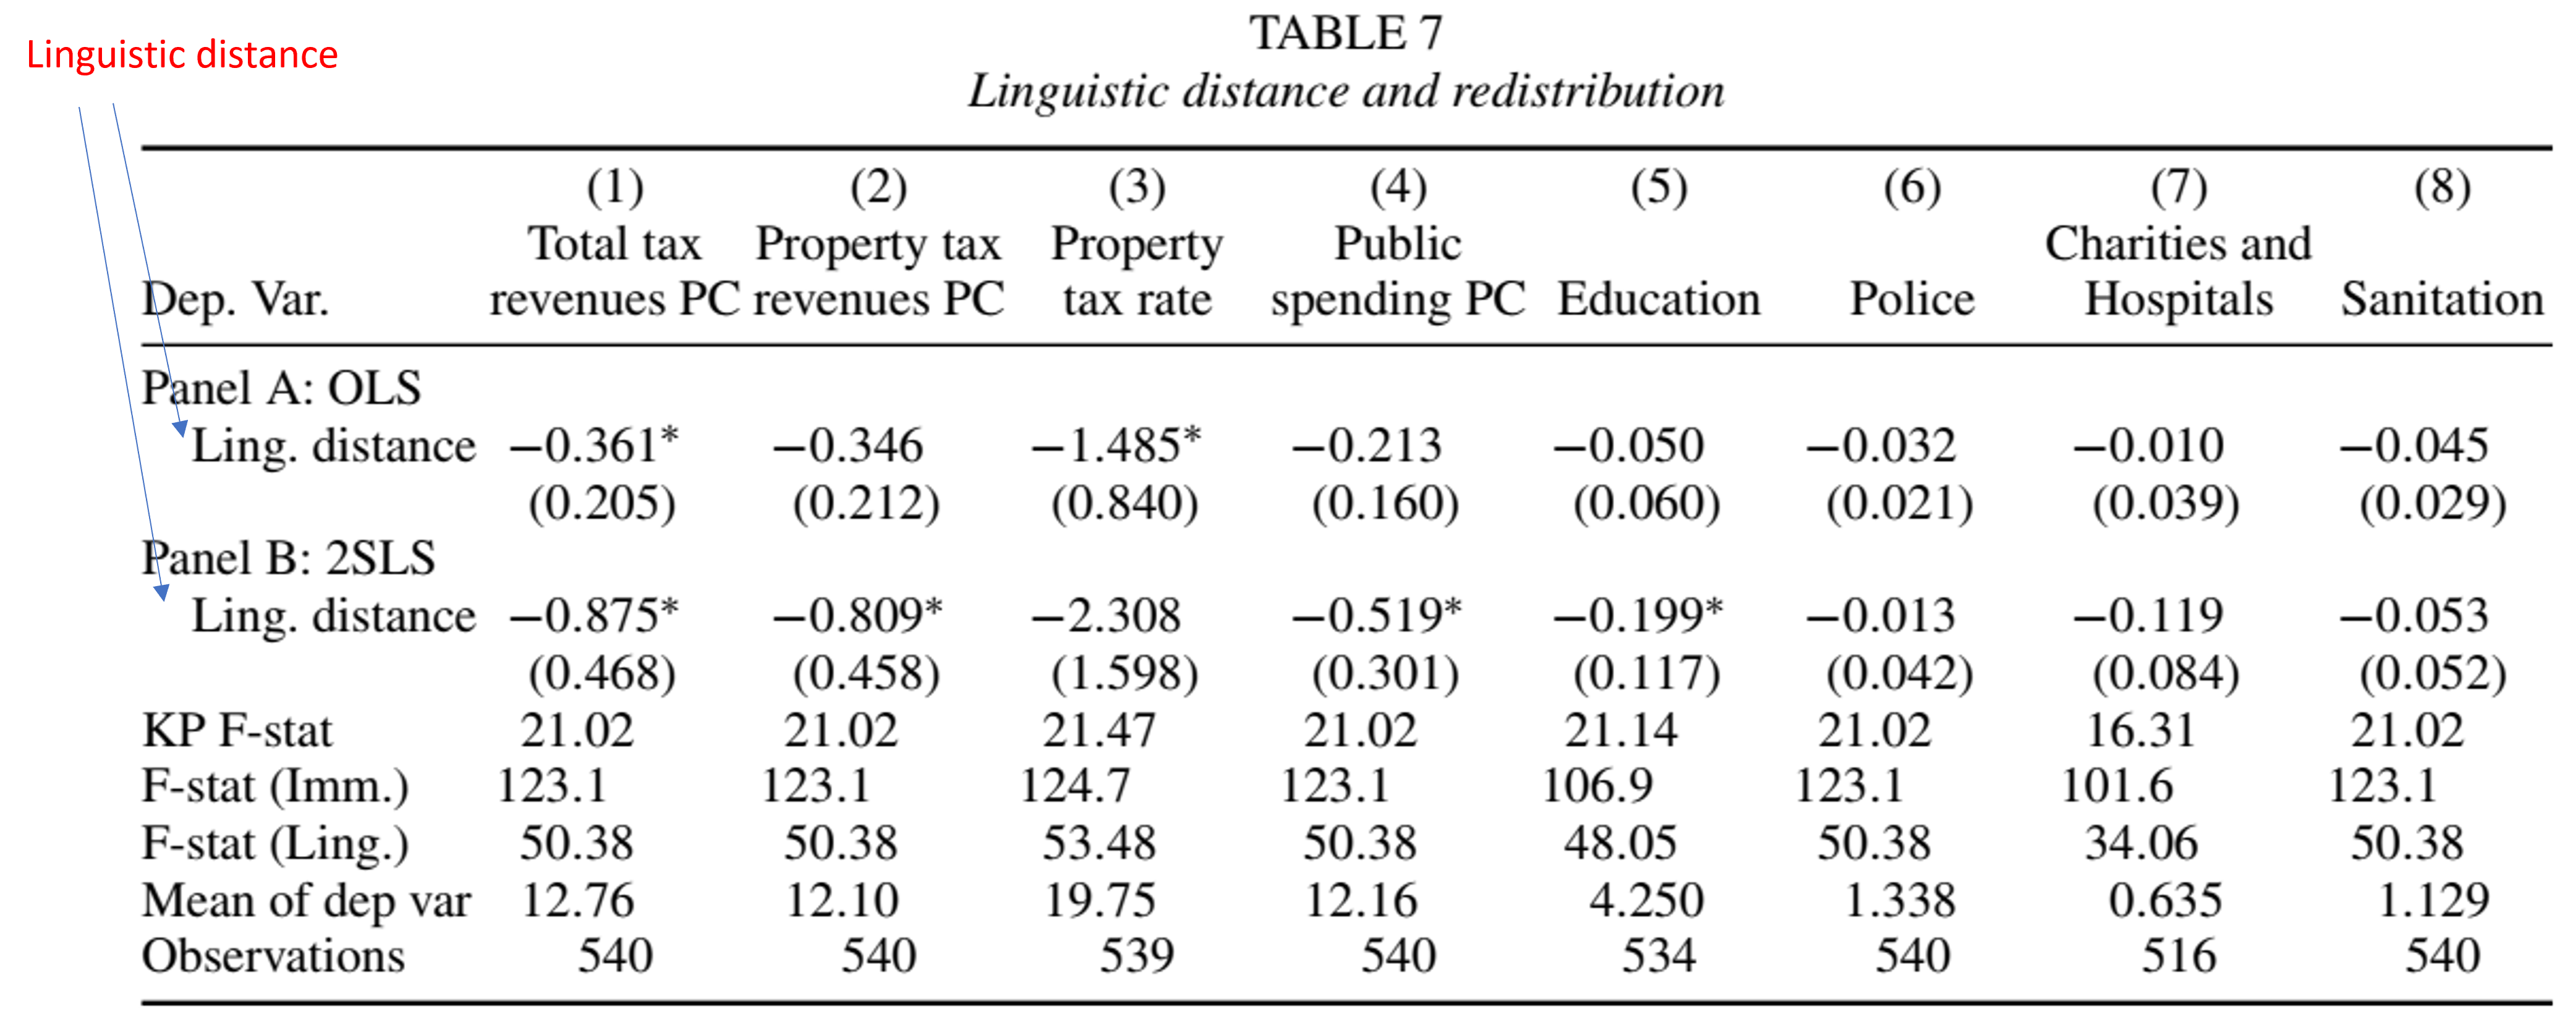 Linguistic distance
TABLE 7
Linguistic distance and redistribution
(1) (2) (3) (4) (5) (6) (7) (8)
Total tax Property tax Property Public Charities and
Dep. Var. revenues PC revenues PC tax rate spending PC Education Police Hospitals Sanitation
Panel A: OLS
Ling. distance −0.361* −0.346 −1.485* −0.213 −0.050 −0.032 −0.010 −0.045
(0.205) (0.212) (0.840) (0.160) (0.060) (0.021) (0.039) (0.029)
Panel B: 2SLS
Ling. distance −0.875* −0.809* −2.308 −0.519* −0.199* −0.013 −0.119 −0.053
(0.468) (0.458) (1.598) (0.301) (0.117) (0.042) (0.084) (0.052)
KP F-stat 21.02 21.02 21.47 21.02 21.14 21.02 16.31 21.02
F-stat (Imm.) 123.1 123.1 124.7 123.1 106.9 123.1 101.6 123.1
F-stat (Ling.) 50.38 50.38 53.48 50.38 48.05 50.38 34.06 50.38
Mean of dep var 12.76 12.10 19.75 12.16 4.250 1.338 0.635 1.129
Observations 540 540 539 540 534 540 516 540